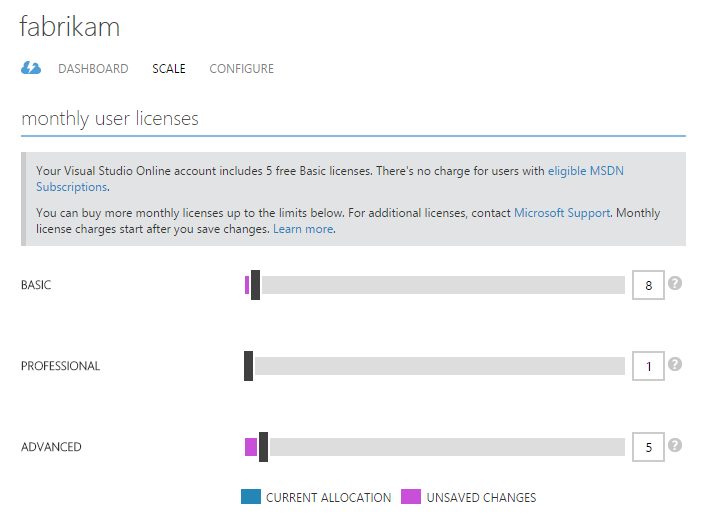 fabrikam
DASHBOARD SCALE CONFIGURE
monthly user licenses
Your Visual Studio Online account includes 5 free Basic licenses. There's no charge for users with eligible MSDN
Subscriptions.
You can buy more monthly licenses up to the limits below. For additional licenses, contact Microsoft Support. Monthly
license charges start after you save changes. Learn more.
BASIC 8 ?
PROFESSIONAL 1 ?
ADVANCED 5 ?
CURRENT ALLOCATION UNSAVED CHANGES